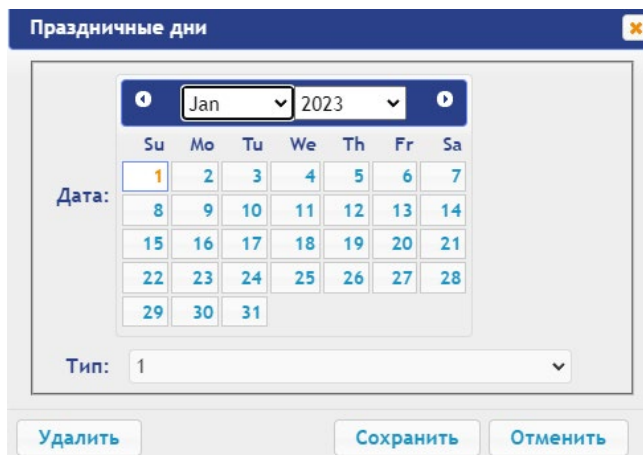 Праздничные дни
Jan 2023
Su Mo Tu We Th Fr Sa
1 2 3 4 5 6 7
Дата:
8 9 10 11 12 13 14
15 16 17 18 19 20 21
22 23 24 25 26 27 28
29 30 31
Тип: 1
Удалить Сохранить Отменить